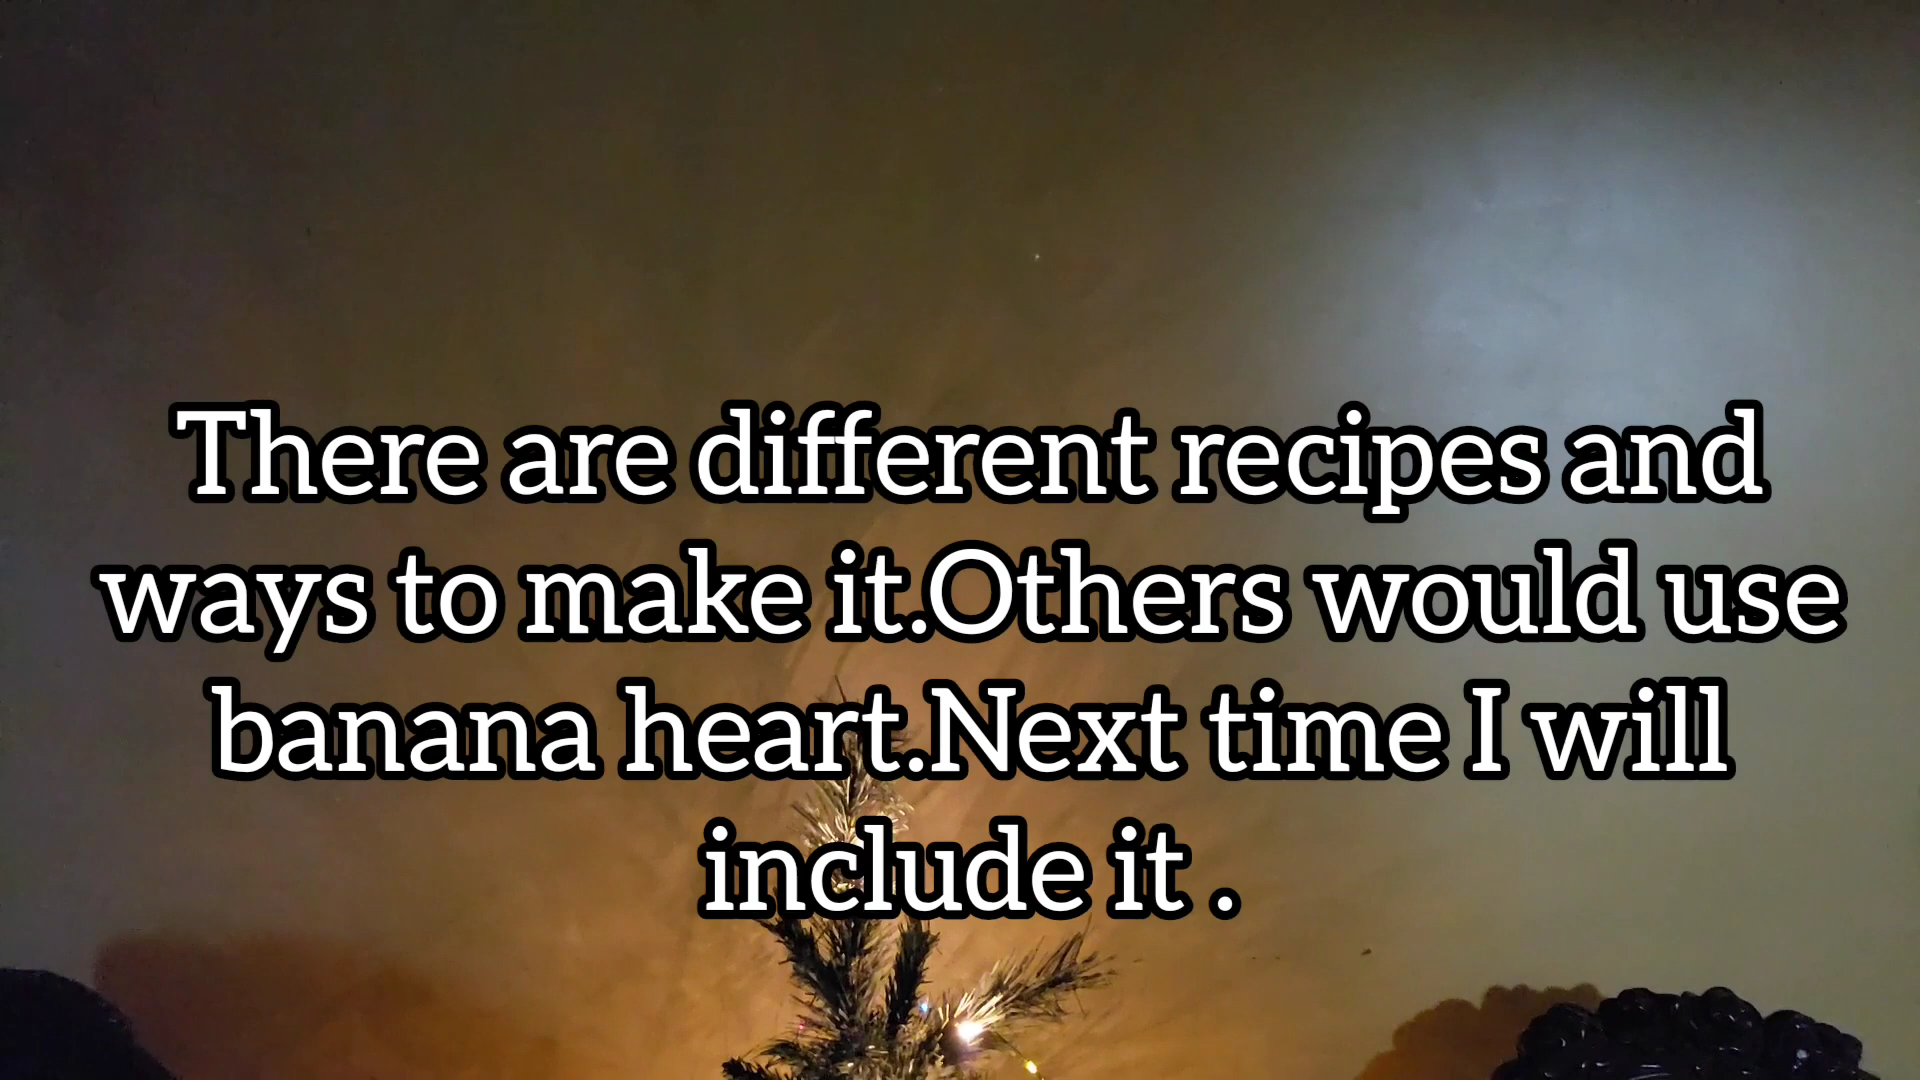 There are different recipes and
ways to make it.Others would use
banana heart.Next time I will
include it .